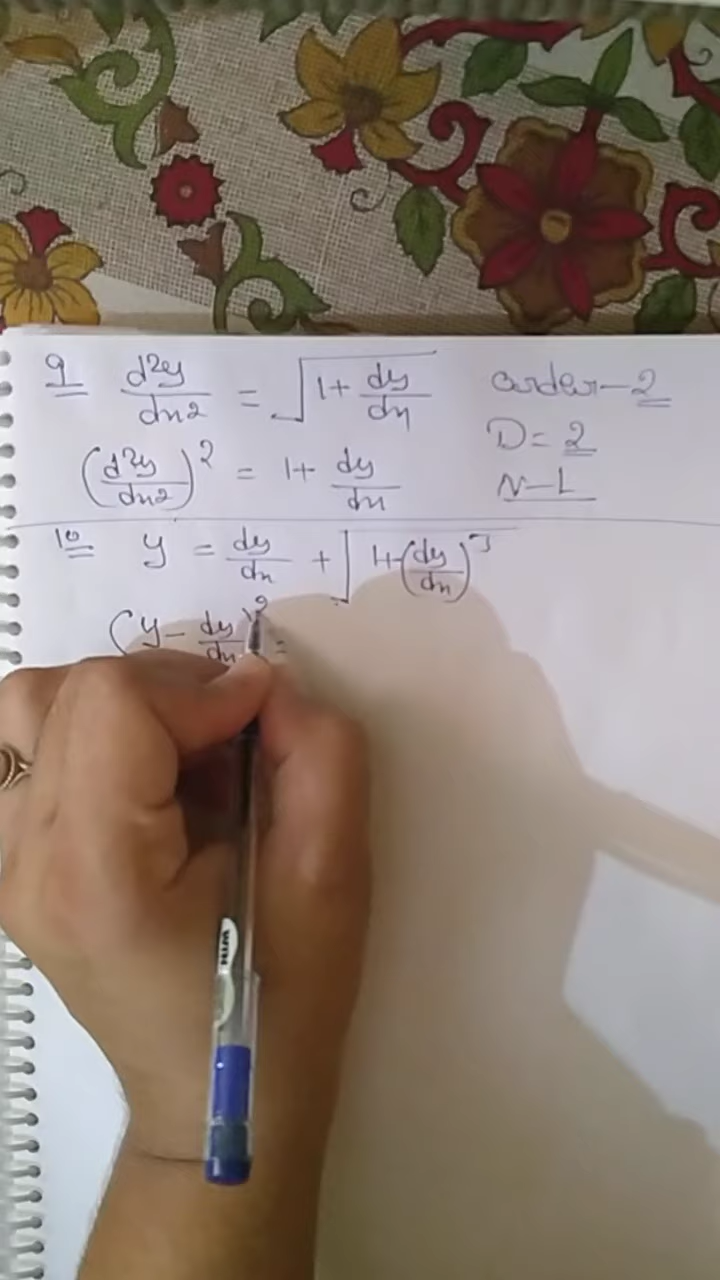 9 d²y/dx2 = √(1+ dy/dx) order-2
D= 2
(d²y/dx2)² = 1+ dy/dx N-L
10 y = dy/dx + √(1+(dy/dx)³)
(y- dy/dx)² =